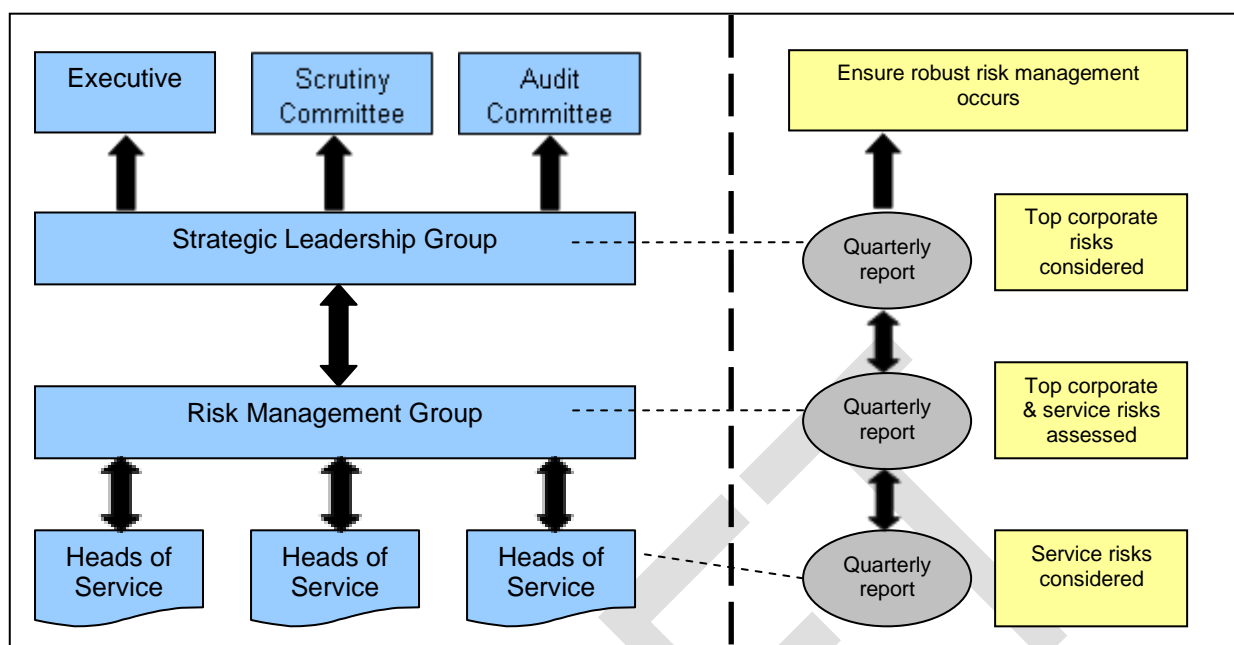 Executive
Scrutiny
Committee
Audit
Committee
Ensure robust risk management
occurs
Strategic Leadership Group
Quarterly
report
Top corporate
risks
considered
Risk Management Group
Quarterly
report
Top corporate
& service risks
assessed
Heads of
Service
Heads of
Service
Heads of
Service
Quarterly
report
Service risks
considered